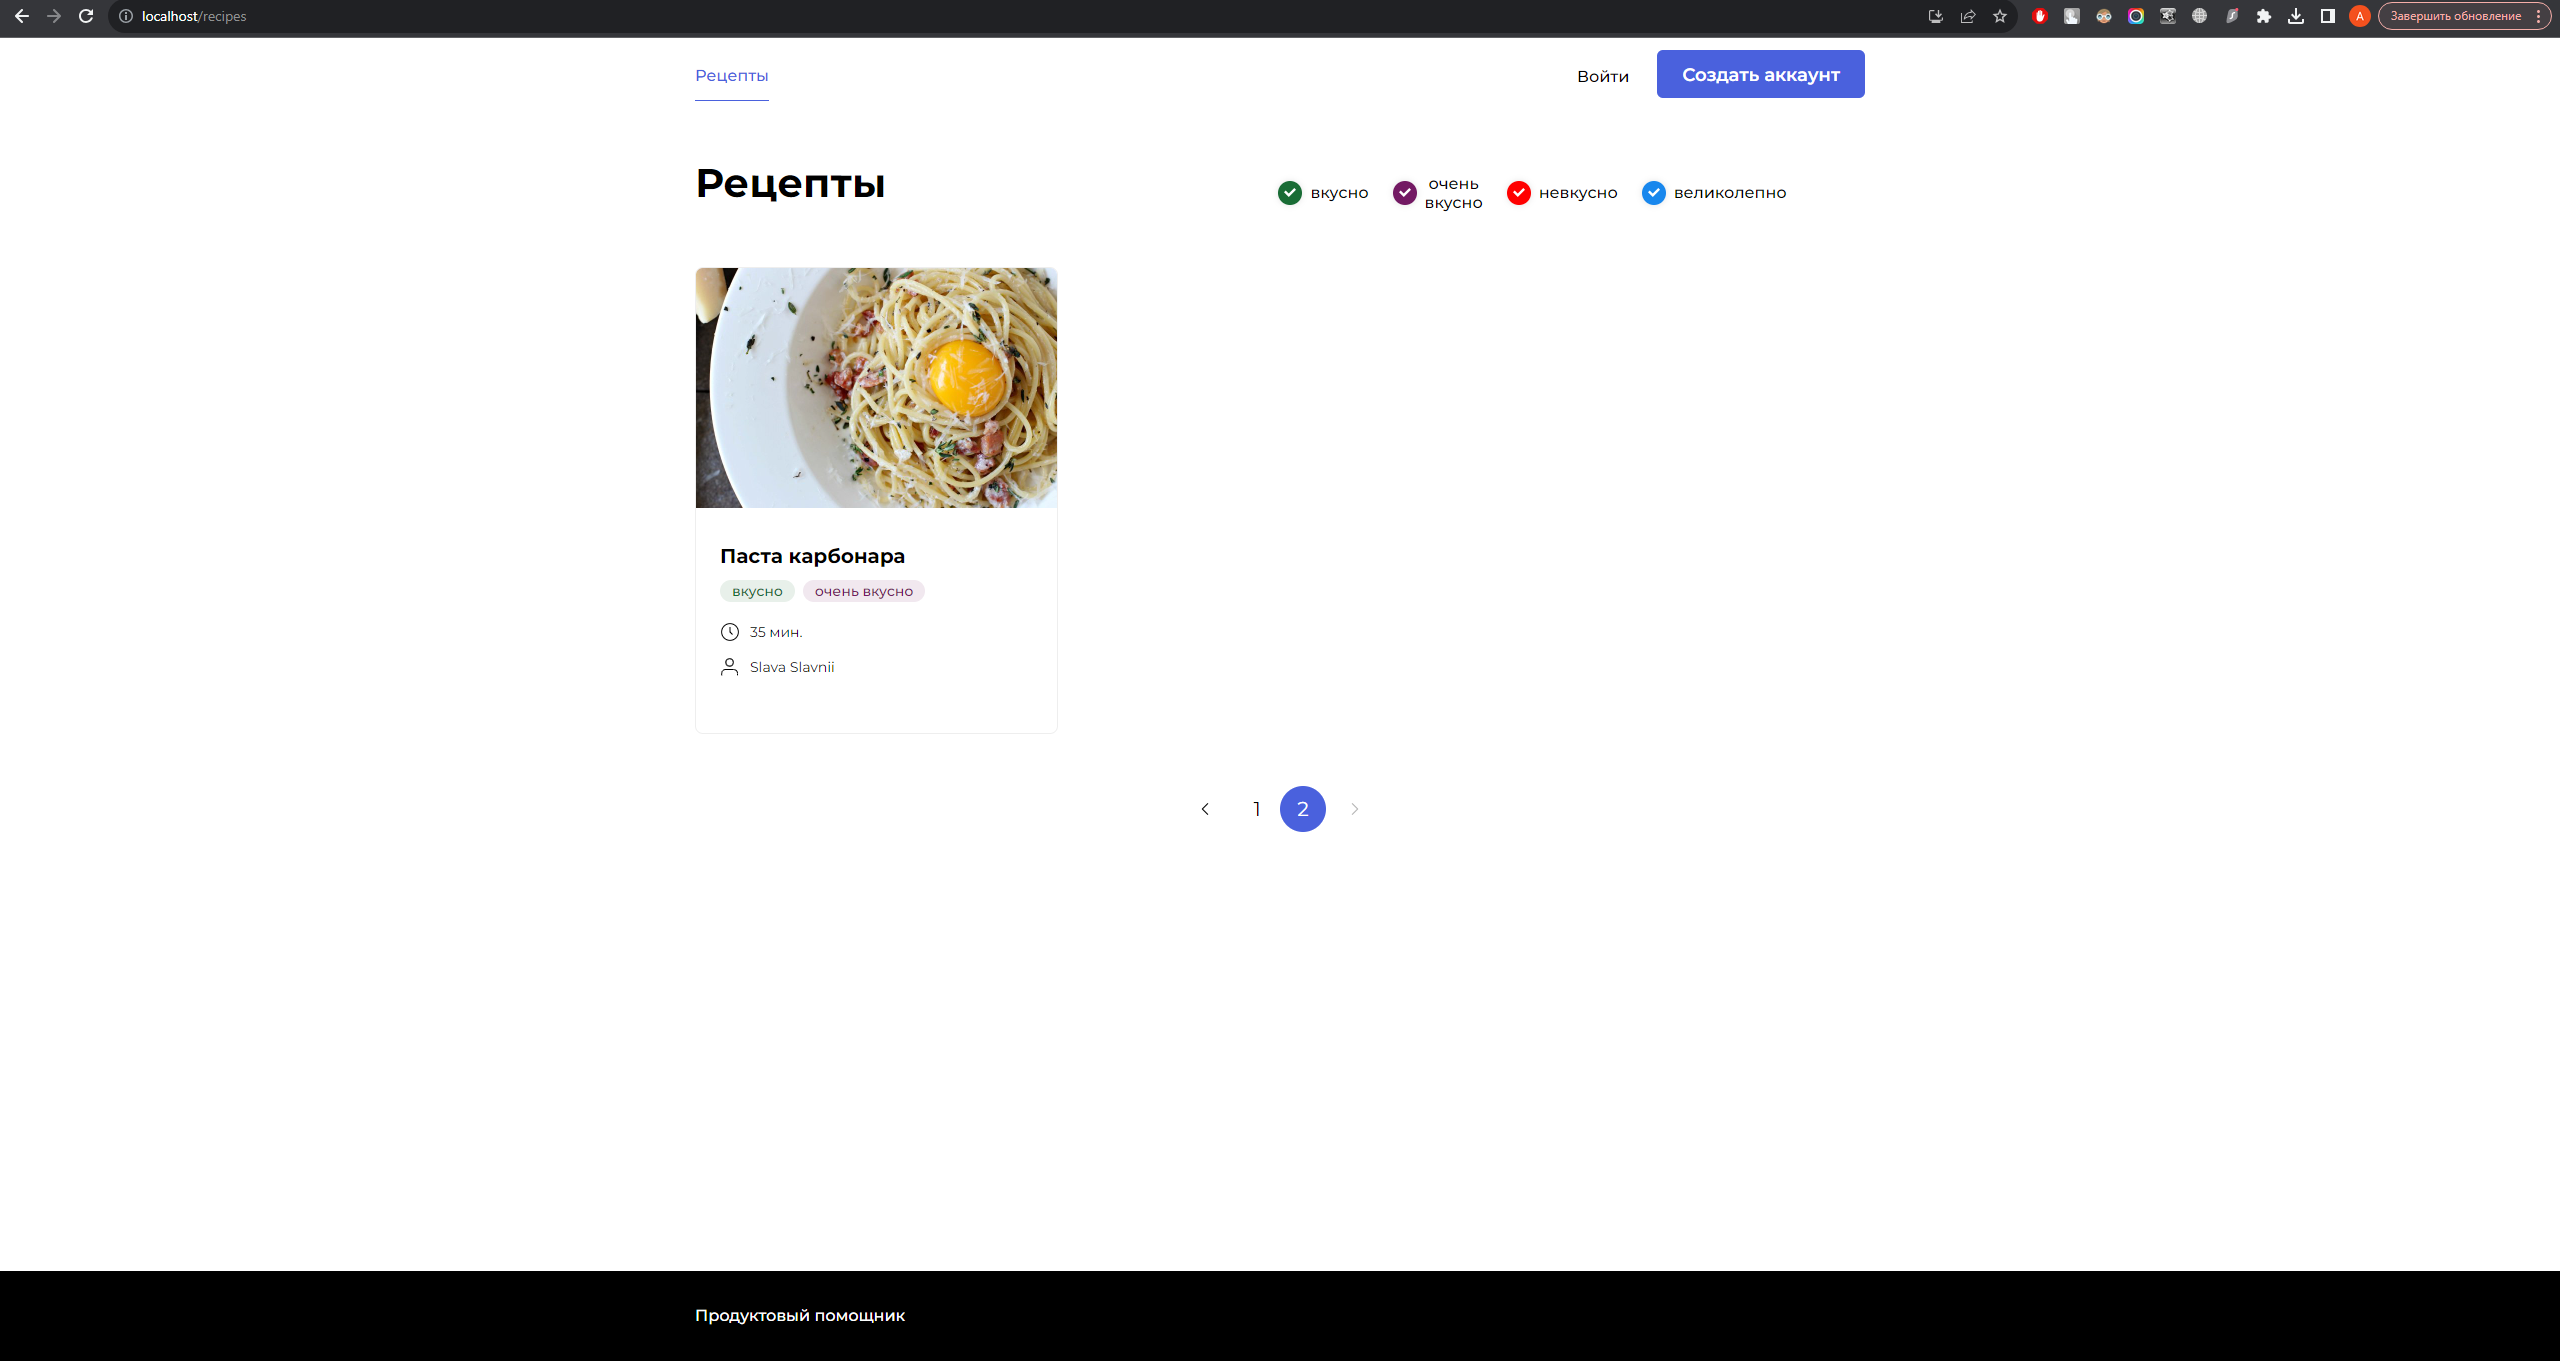 localhost/recipes
Завершить обновление
A
Рецепты
Войти
Создать аккаунт
Рецепты
вкусно
очень
вкусно
невкусно
великолепно
Паста карбонара
вкусно
очень вкусно
35 мин.
Slava Slavnii
1
2
Продуктовый помощник